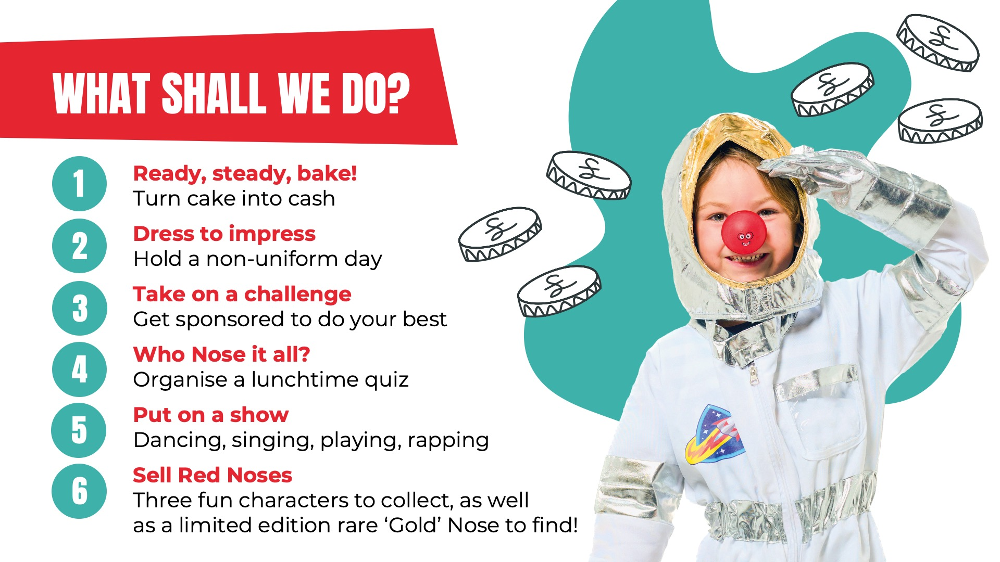 WHAT SHALL WE DO?
1
Ready, steady, bake!
Turn cake into cash
2
Dress to impress
Hold a non-uniform day
3
Take on a challenge
Get sponsored to do your best
4
Who Nose it all?
Organise a lunchtime quiz
5
Put on a show
Dancing, singing, playing, rapping
6
Sell Red Noses
Three fun characters to collect, as well
as a limited edition rare ‘Gold’ Nose to find!
£
£
£
£
£
£